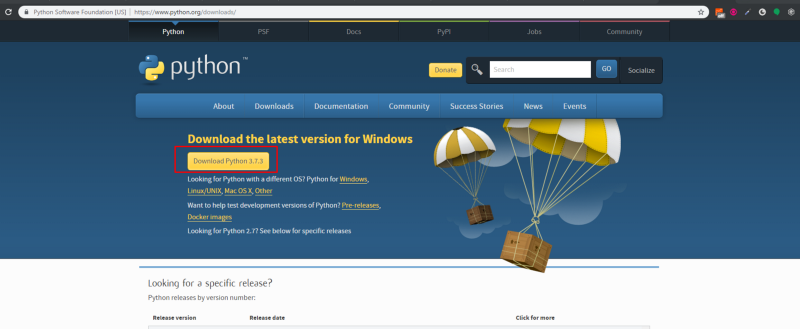 Python Software Foundation [US] | https://www.python.org/downloads/
Python PSF Docs PyPI Jobs Community
python™
Donate Search GO Socialize
About Downloads Documentation Community Success Stories News Events
Download the latest version for Windows
Download Python 3.7.3
Looking for Python with a different OS? Python for Windows,
Linux/UNIX, Mac OS X, Other
Want to help test development versions of Python? Pre-releases,
Docker images
Looking for Python 2.7? See below for specific releases
Looking for a specific release?
Python releases by version number:
Release version Release date Click for more